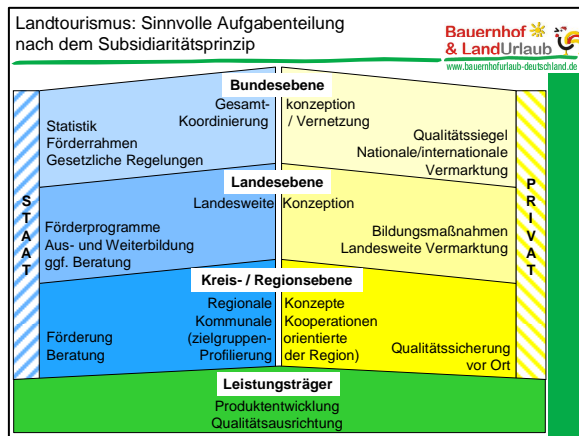 Landtourismus: Sinnvolle Aufgabenteilung
nach dem Subsidiaritätsprinzip
Bauernhof
& LandUrlaub
www.bauernhofurlaub-deutschland.de
Bundesebene
Gesamt-
Koordinierung
konzeption
/ Vernetzung
Statistik
Förderrahmen
Gesetzliche Regelungen
Qualitätssiegel
Nationale/internationale
Vermarktung
STAAT
PRIVAT
Landesebene
Landesweite Konzeption
Förderprogramme
Aus- und Weiterbildung
ggf. Beratung
Bildungsmaßnahmen
Landesweite Vermarktung
Kreis- / Regionsebene
Regionale
Kommunale
(zielgruppen-
Profilierung
Konzepte
Kooperationen
orientierte
der Region)
Förderung
Beratung
Qualitätssicherung
vor Ort
Leistungsträger
Produktentwicklung
Qualitätsausrichtung